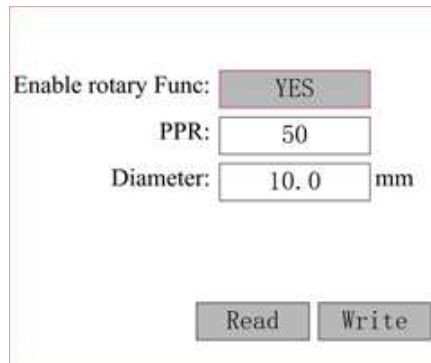 Enable rotary Func: YES
PPR: 50
Diameter: 10.0 mm
Read Write